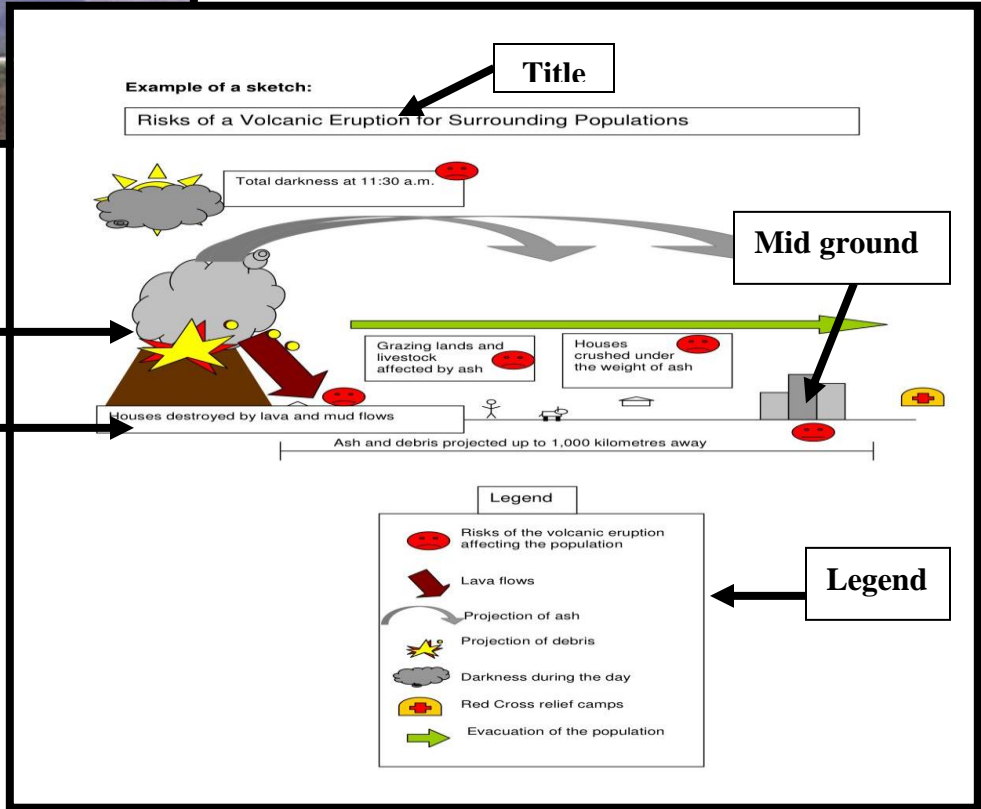 Title
Example of a sketch:
Risks of a Volcanic Eruption for Surrounding Populations
Total darkness at 11:30 a.m.
Mid ground
Grazing lands and
livestock
affected by ash
Houses
crushed under
the weight of ash
Houses destroyed by lava and mud flows
Ash and debris projected up to 1,000 kilometres away
Legend
Risks of the volcanic eruption
affecting the population
Lava flows
Projection of ash
Projection of debris
Darkness during the day
Red Cross relief camps
Evacuation of the population
Legend